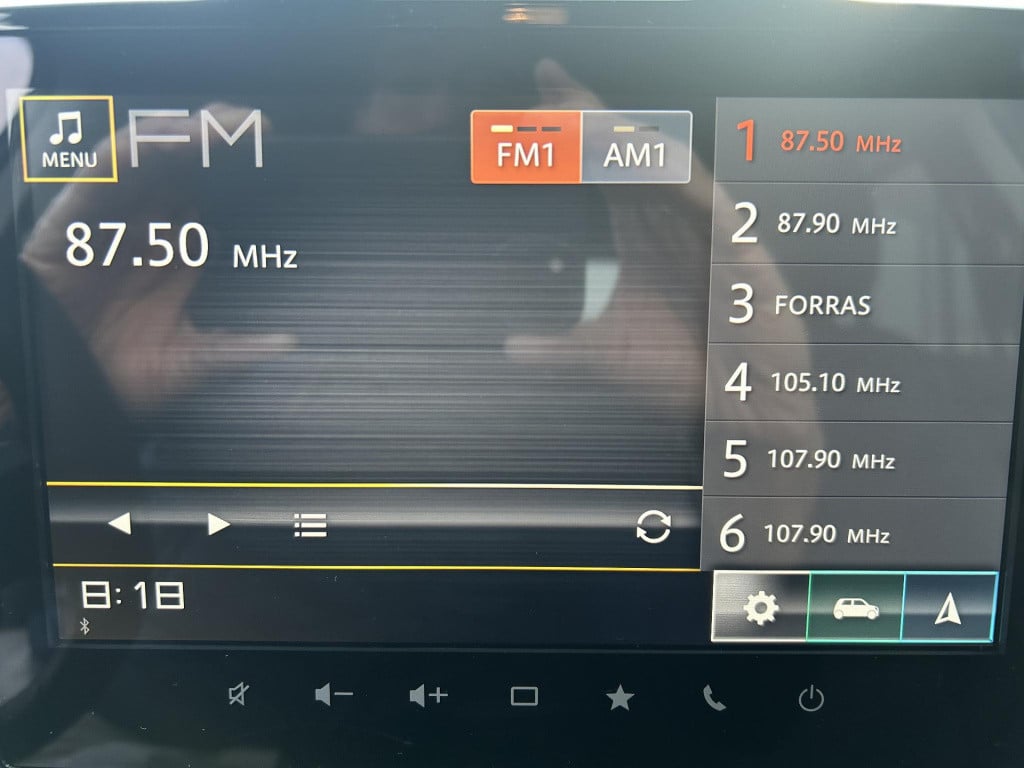 MENU
FM
FM1
AM1
87.50 MHz
1 87.50 MHz
2 87.90 MHz
3 FORRAS
4 105.10 MHz
5 107.90 MHz
6 107.90 MHz
8:18